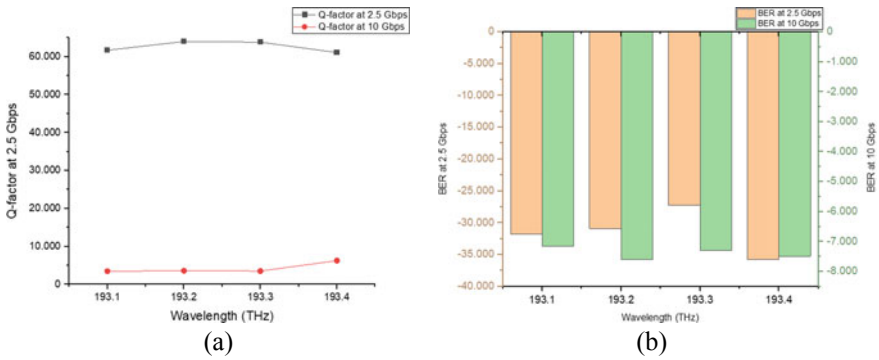 Q-factor at 2.5 Gbps
Q-factor at 10 Gbps
60.000
50.000
40.000
30.000
20.000
10.000
0
Q-factor at 2.5 Gbps
193.1 193.2 193.3 193.4
Wavelength (THz)
(a)
BER at 2.5 Gbps
BER at 10 Gbps
0
-5.000
-10.000
-15.000
-20.000
-25.000
-30.000
-35.000
-40.000
BER at 2.5 Gbps
0
-1.000
-2.000
-3.000
-4.000
-5.000
-6.000
-7.000
-8.000
BER at 10 Gbps
193.1 193.2 193.3 193.4
Wavelength (THz)
(b)